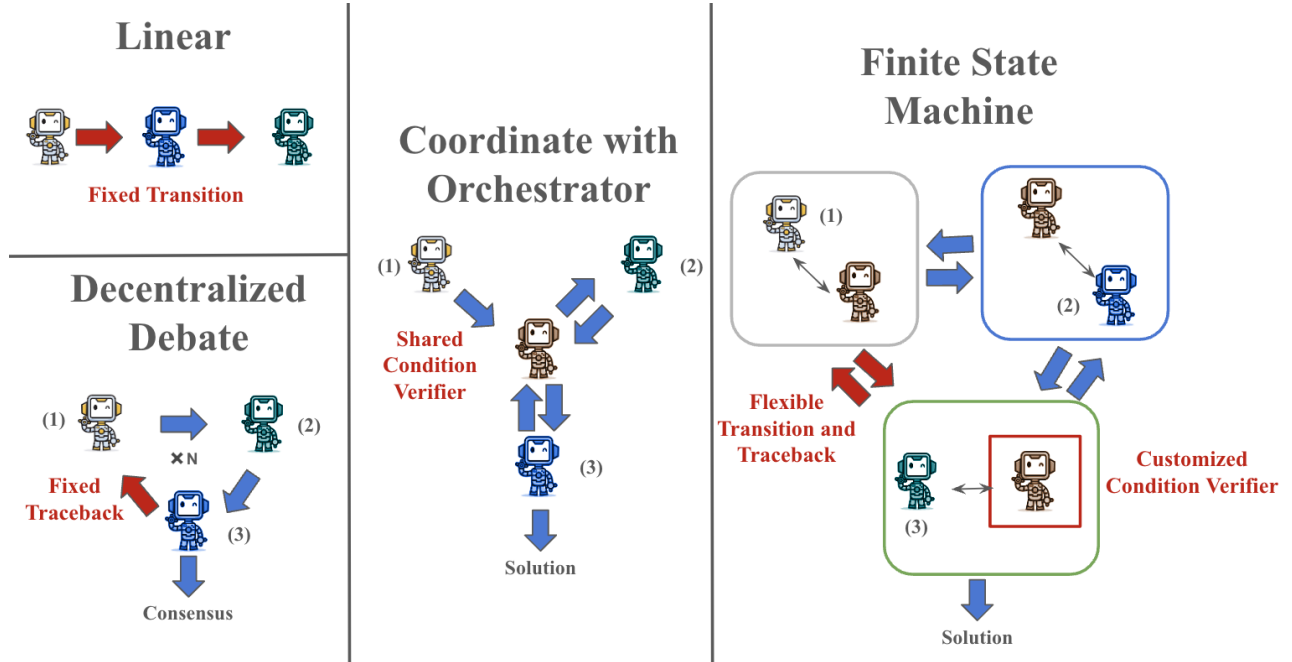 Linear
Fixed Transition
Decentralized
Debate
(1)
(2)
× N
Fixed
Traceback
(3)
Consensus
Coordinate with
Orchestrator
(1)
(2)
Shared
Condition
Verifier
(3)
Solution
Finite State
Machine
(1)
(2)
Flexible
Transition and
Traceback
Customized
Condition Verifier
(3)
Solution